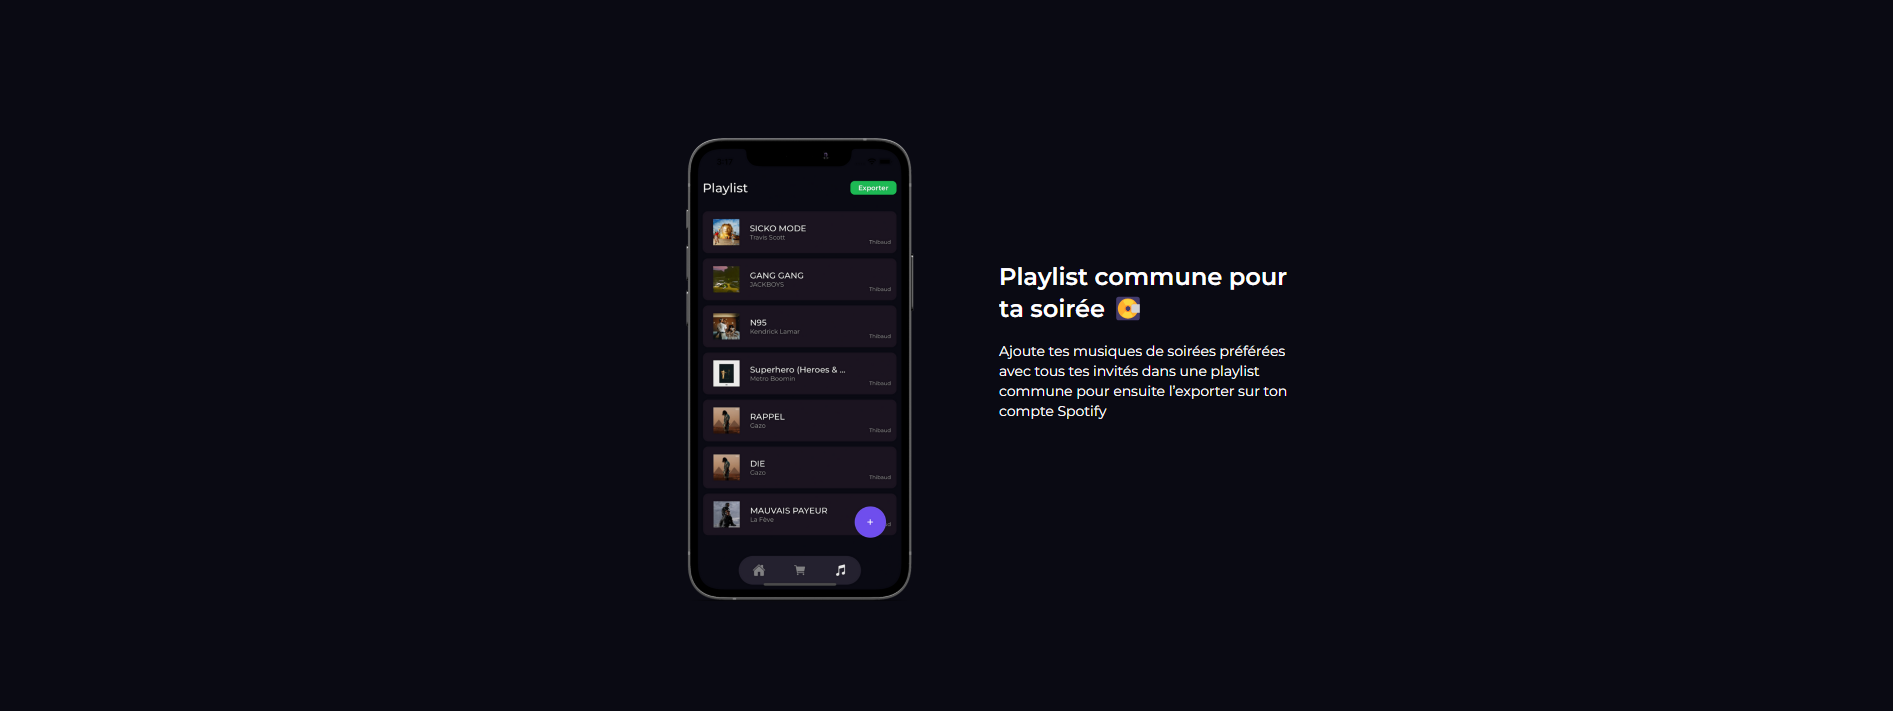 Playlist
Exporter
SICKO MODE
Travis Scott
Thibaud
GANG GANG
JACKBOYS
Thibaud
N95
Kendrick Lamar
Thibaud
Superhero (Heroes & ...
Metro Boomin
Thibaud
RAPPEL
Gazo
Thibaud
DIE
Gazo
Thibaud
MAUVAIS PAYEUR
La Fève
+
Playlist commune pour
ta soirée
Ajoute tes musiques de soirées préférées
avec tous tes invités dans une playlist
commune pour ensuite l'exporter sur ton
compte Spotify